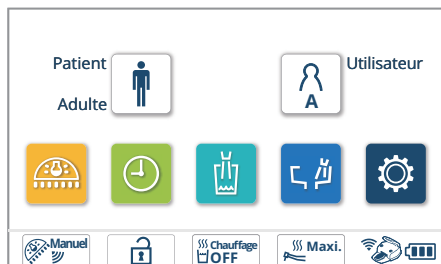 Patient
Utilisateur
Adulte
A
Manuel
Chauffage
OFF
Maxi.